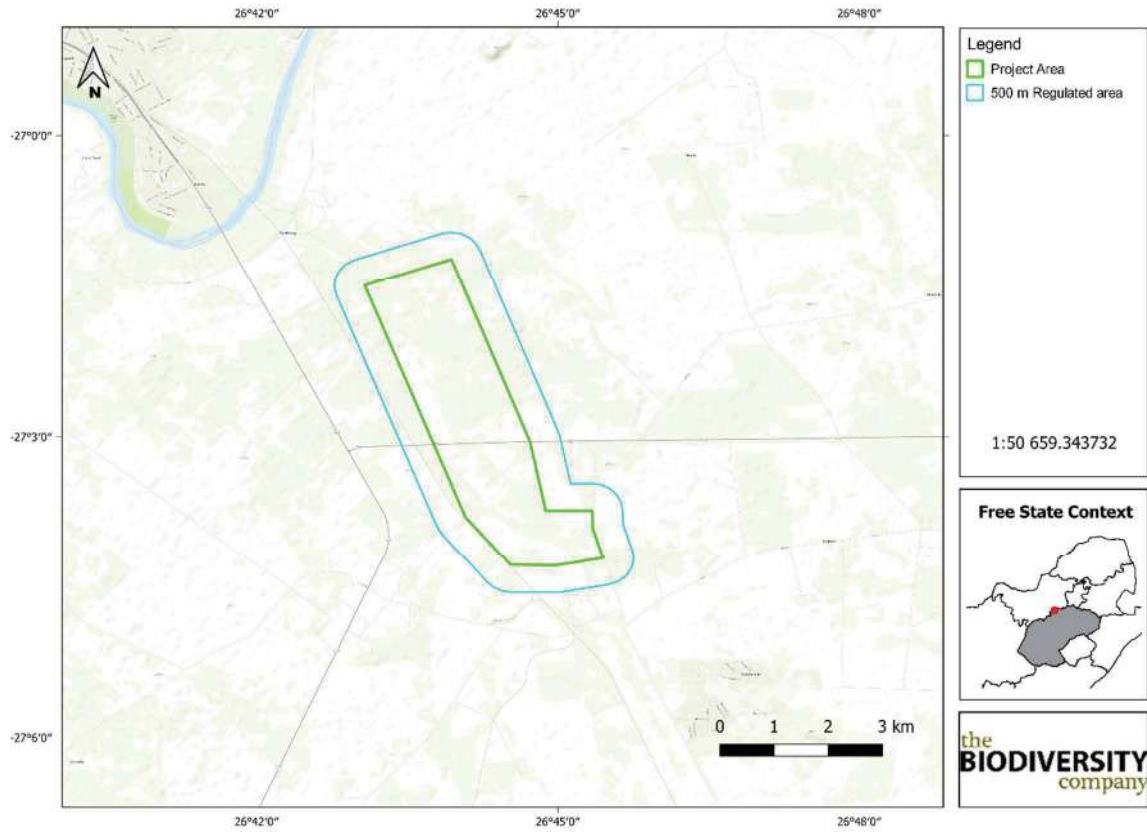 26°42'0"
26°45'0"
26°48'0"
N
-27°0'0"
-27°3'0"
-27°6'0"
0 1 2 3 km
26°42'0"
26°45'0"
26°48'0"
Legend
Project Area
500 m Regulated area
1:50 659.343732
Free State Context
the
BIODIVERSITY
company